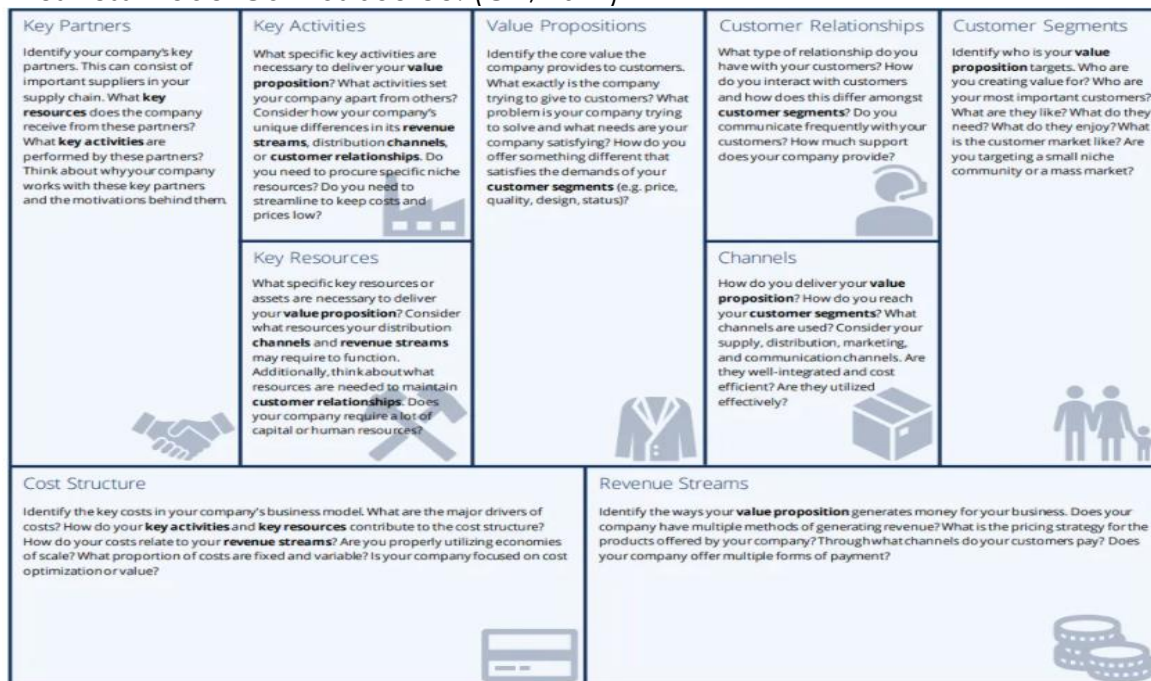 Key Partners
Identify your company's key
partners. This can consist of
important suppliers in your
supply chain. What key
resources does the company
receive from these partners?
What key activities are
performed by these partners?
Think about why your company
works with these key partners
and the motivations behind them.
Key Activities
What specific key activities are
necessary to deliver your value
proposition? What activities set
your company apart from others?
Consider how your company's
unique differences in its revenue
streams, distribution channels,
or customer relationships. Do
you need to procure specific niche
resources? Do you need to
streamline to keep costs and
prices low?
Key Resources
What specific key resources or
assets are necessary to deliver
your value proposition? Consider
what resources your distribution
channels and revenue streams
may require to function.
Additionally, think about what
resources are needed to maintain
customer relationships. Does
your company require a lot of
capital or human resources?
Value Propositions
Identify the core value the
company provides to customers.
What exactly is the company
trying to give to customers? What
problem is your company trying
to solve and what needs are your
company satisfying? How do you
offer something different that
satisfies the demands of your
customer segments (e.g. price,
quality, design, status)?
Customer Relationships
What type of relationship do you
have with your customers? How
do you interact with customers
and how does this differ amongst
customer segments? Do you
communicate frequently with your
customers? How much support
does your company provide?
Channels
How do you deliver your value
proposition? How do you reach
your customer segments? What
channels are used? Consider your
supply, distribution, marketing,
and communication channels. Are
they well-integrated and cost
efficient? Are they utilized
effectively?
Customer Segments
Identify who is your value
proposition targets. Who are
you creating value for? Who are
your most important customers?
What are they like? What do they
need? What do they enjoy? What
is the customer market like? Are
you targeting a small niche
community or a mass market?
Cost Structure
Identify the key costs in your company's business model. What are the major drivers of
costs? How do your key activities and key resources contribute to the cost structure?
How do your costs relate to your revenue streams? Are you properly utilizing economies
of scale? What proportion of costs are fixed and variable? Is your company focused on cost
optimization or value?
Revenue Streams
Identify the ways your value proposition generates money for your business. Does your
company have multiple methods of generating revenue? What is the pricing strategy for the
products offered by your company? Through what channels do your customers pay? Does
your company offer multiple forms of payment?